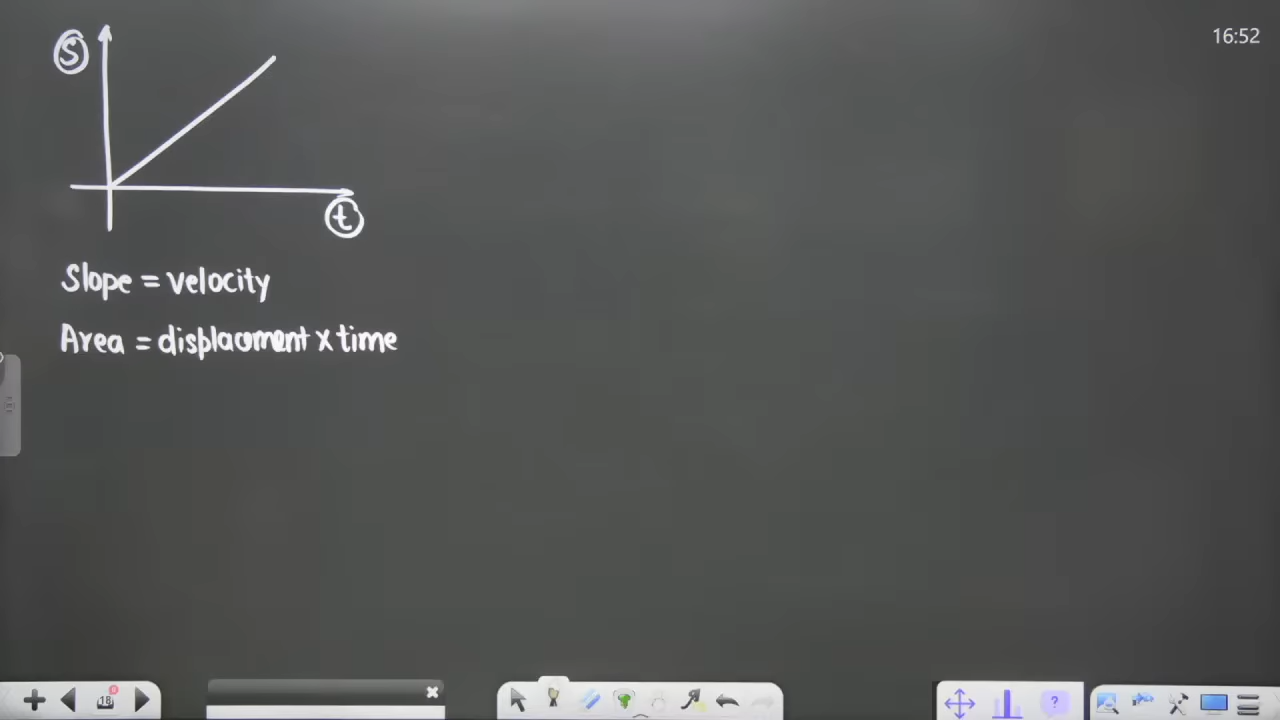 16:52
S
t
Slope = velocity
Area = displacement x time
18
?